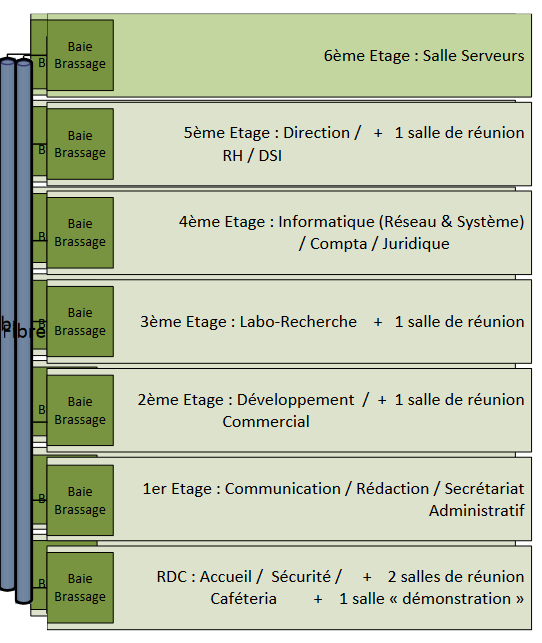 Baie
Brassage
6ème Etage : Salle Serveurs
Baie
Brassage
5ème Etage : Direction / + 1 salle de réunion
RH / DSI
Baie
Brassage
4ème Etage : Informatique (Réseau & Système)
/ Compta / Juridique
Baie
Brassage
3ème Etage : Labo-Recherche + 1 salle de réunion
Fibre
Baie
Brassage
2ème Etage : Développement / + 1 salle de réunion
Commercial
Baie
Brassage
1er Etage : Communication / Rédaction / Secrétariat
Administratif
Baie
Brassage
RDC : Accueil / Sécurité / + 2 salles de réunion
Caféteria + 1 salle « démonstration »